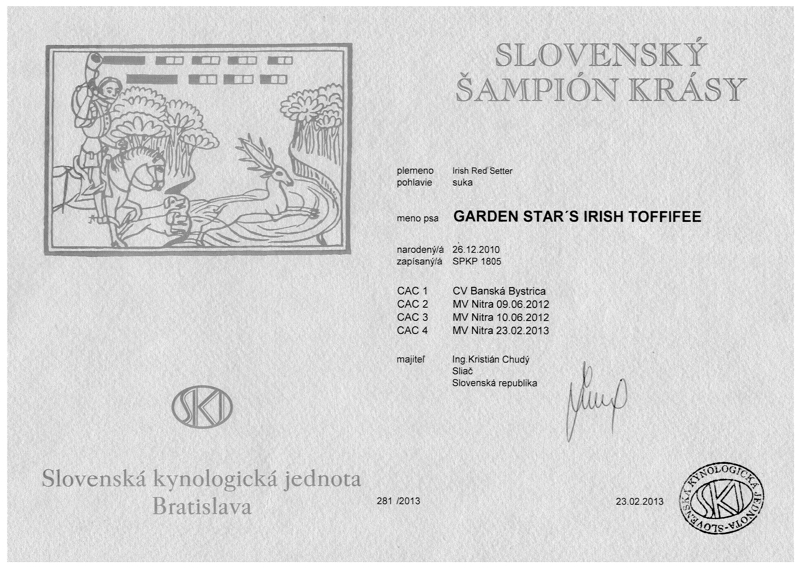 SLOVENSKÝ
ŠAMPIÓN KRÁSY
plemeno Irish Red Setter
pohlavie suka
meno psa GARDEN STAR´S IRISH TOFFIFEE
narodený/á 26.12.2010
zapísaný/á SPKP 1805
CAC 1 CV Banská Bystrica
CAC 2 MV Nitra 09.06.2012
CAC 3 MV Nitra 10.06.2012
CAC 4 MV Nitra 23.02.2013
majiteľ Ing.Kristián Chudý
Sliač
Slovenská republika
SKJ
Slovenská kynologická jednota
Bratislava
281 /2013
23.02.2013
SLOVENSKÁ KYNOLOGICKÁ JEDNOTA
SKJ